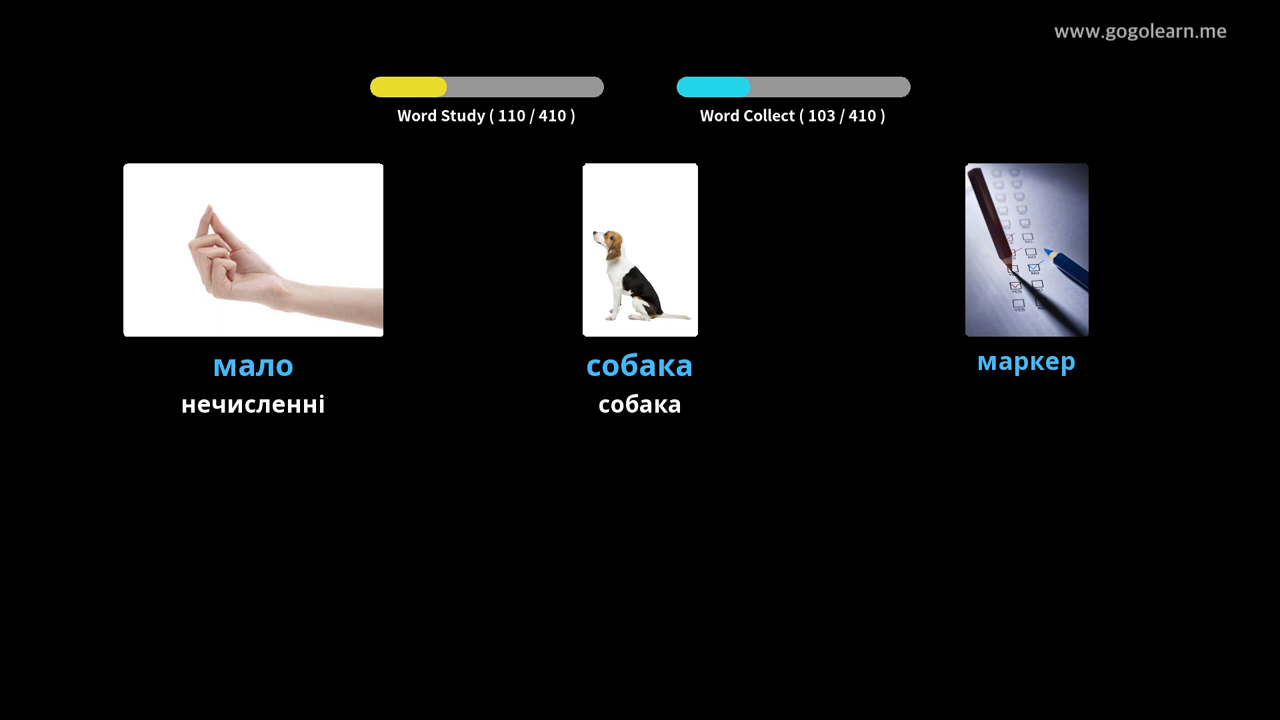 www.gogolearn.me
Word Study ( 110 / 410 )
Word Collect ( 103 / 410 )
мало
собака
маркер
нечисленні
собака